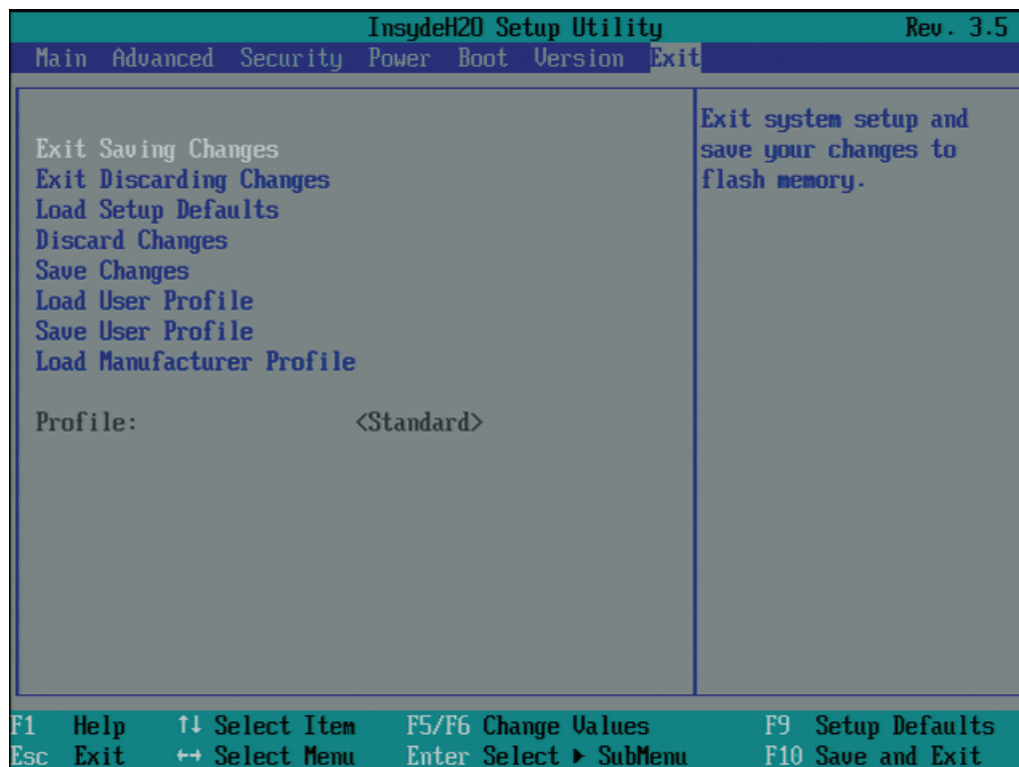 InsydeH2O Setup Utility Rev. 3.5
Main Advanced Security Power Boot Version Exit
Exit Saving Changes
Exit Discarding Changes
Load Setup Defaults
Discard Changes
Save Changes
Load User Profile
Save User Profile
Load Manufacturer Profile
Profile: <Standard>
Exit system setup and
save your changes to
flash memory.
F1 Help ↑↓ Select Item F5/F6 Change Values F9 Setup Defaults
Esc Exit ↔ Select Menu Enter Select ▶ SubMenu F10 Save and Exit